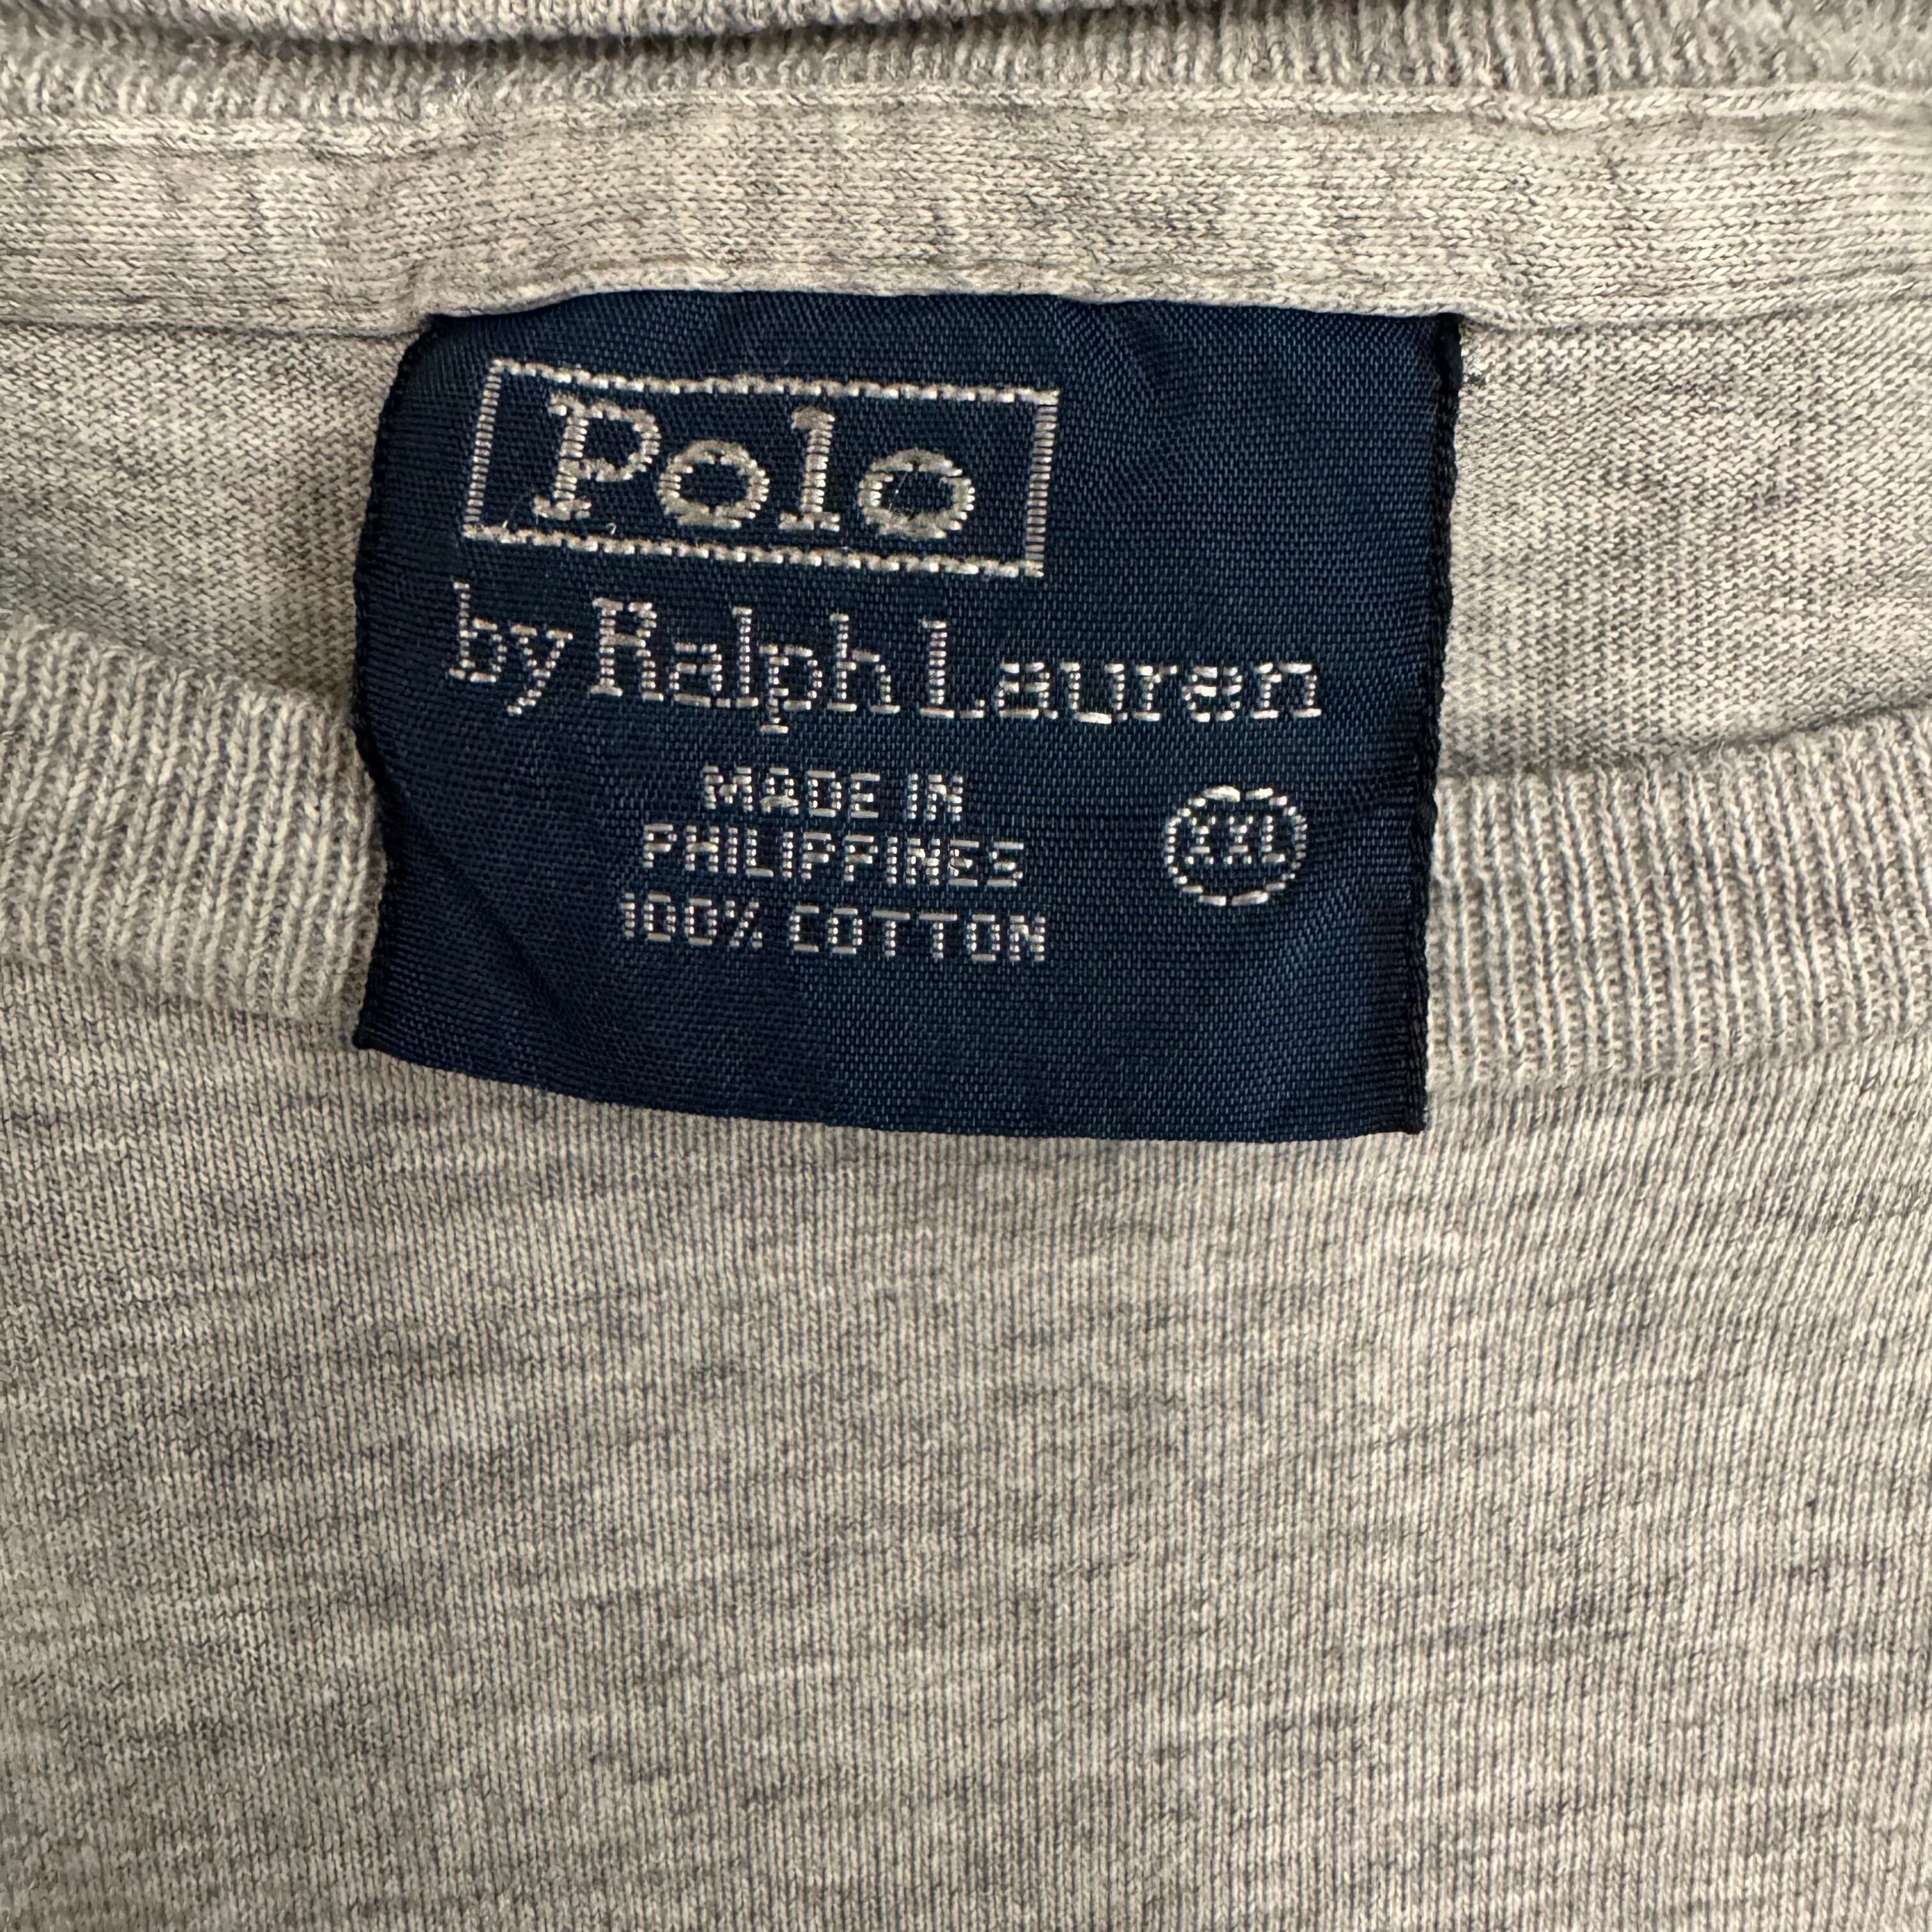 Polo
by Ralph Lauren
MADE IN
PHILIPPINES
100% COTTON
XXL